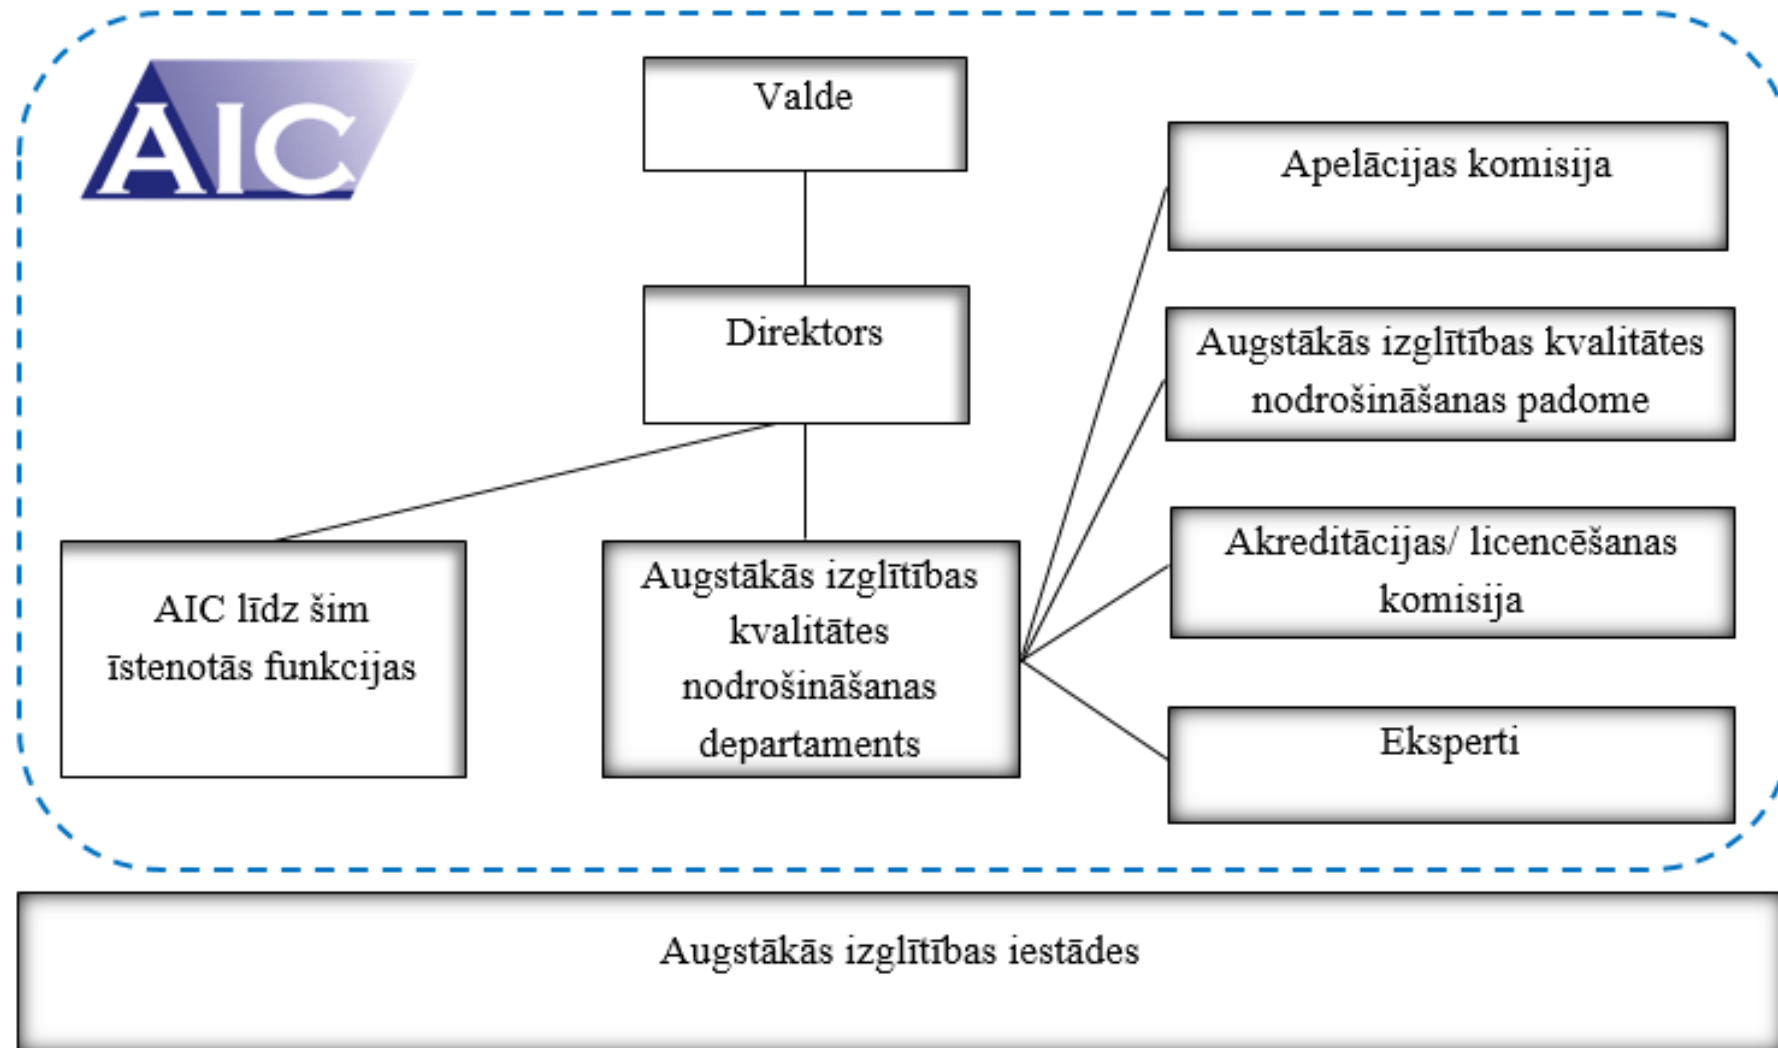 AIC
Valde
Direktors
AIC līdz šim
īstenotās funkcijas
Augstākās izglītības
kvalitātes
nodrošināšanas
departaments
Apelācijas komisija
Augstākās izglītības kvalitātes
nodrošināšanas padome
Akreditācijas/ licencēšanas
komisija
Eksperti
Augstākās izglītības iestādes